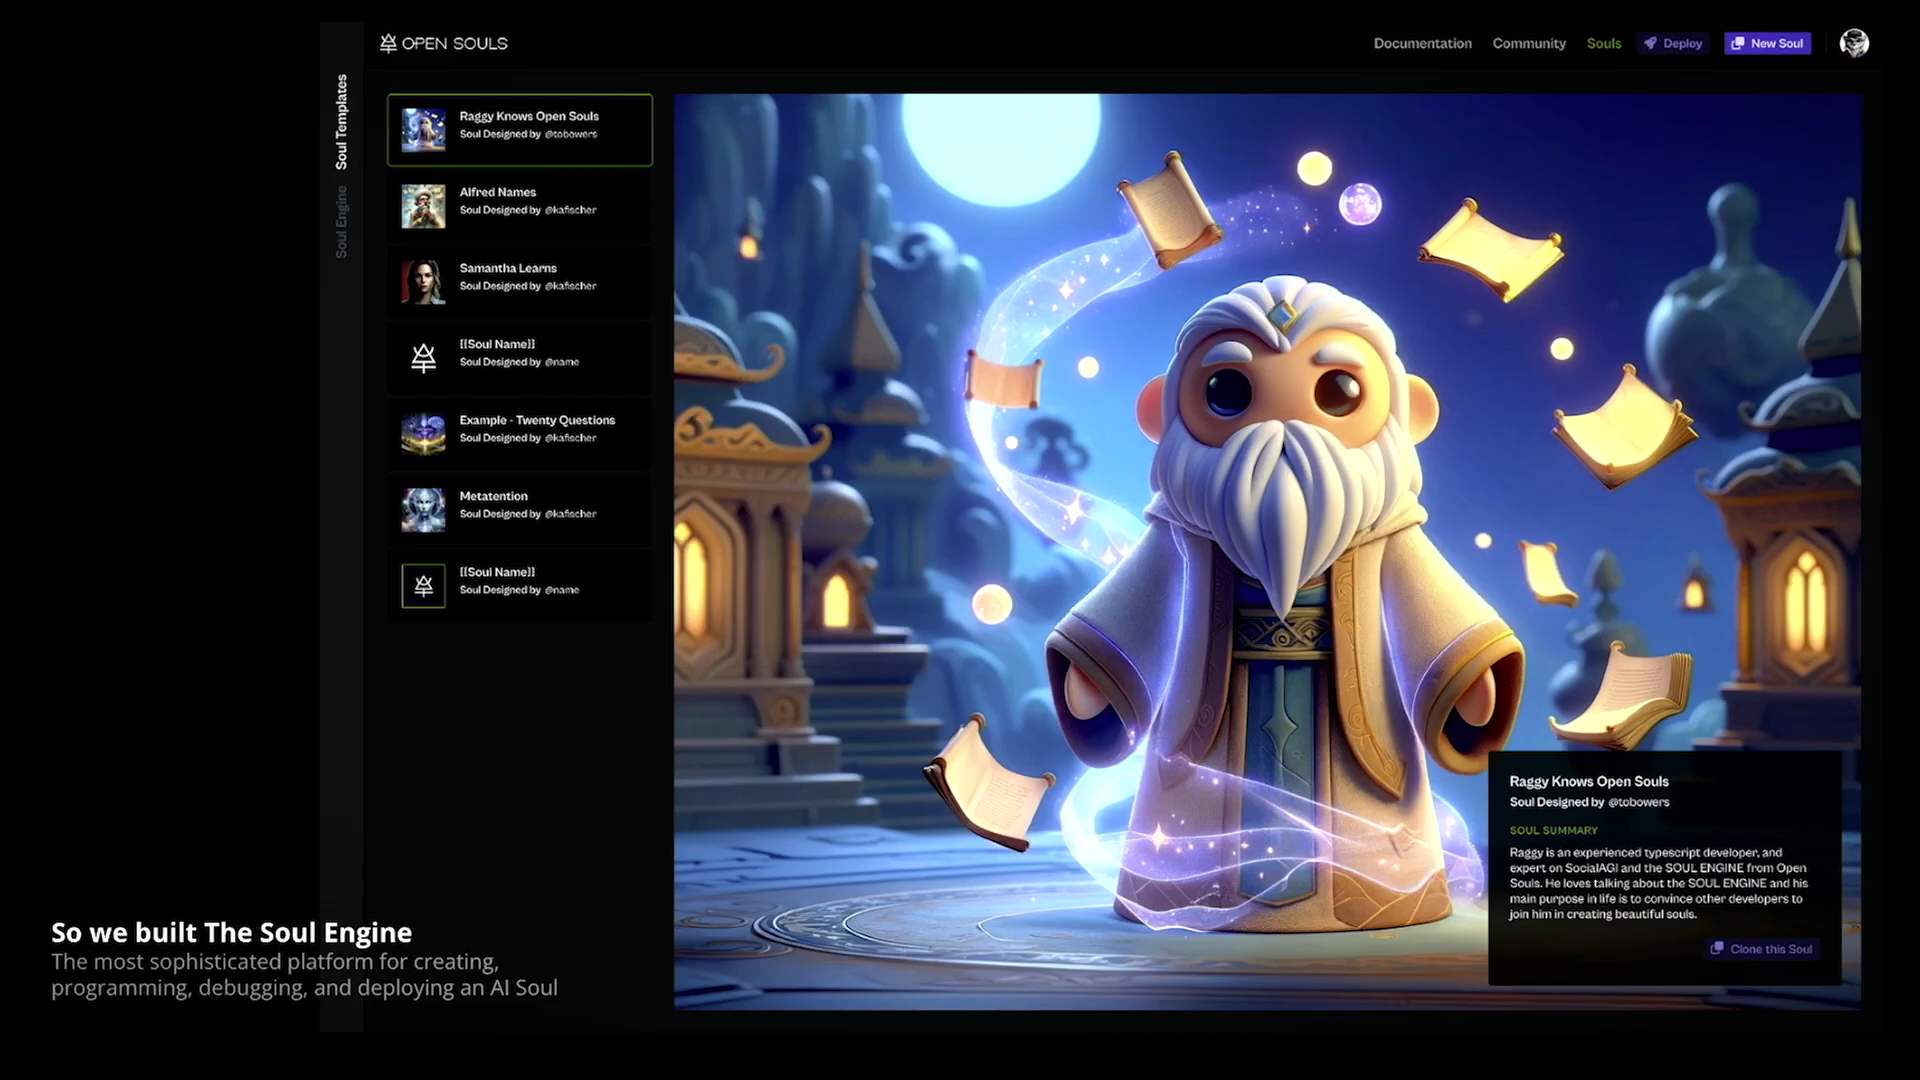 OPEN SOULS
Documentation
Community
Souls
Deploy
New Soul
Soul Templates
Soul Engine
Raggy Knows Open Souls
Soul Designed by @tobowers
Alfred Names
Soul Designed by @kafischer
Samantha Learns
Soul Designed by @kafischer
[[Soul Name]]
Soul Designed by @name
Example - Twenty Questions
Soul Designed by @kafischer
Metatention
Soul Designed by @kafischer
[[Soul Name]]
Soul Designed by @name
Raggy Knows Open Souls
Soul Designed by @tobowers
SOUL SUMMARY
Raggy is an experienced typescript developer, and
expert on SocialAGI and the SOUL ENGINE from Open
Souls. He loves talking about the SOUL ENGINE and his
main purpose in life is to convince other developers to
join him in creating beautiful souls.
Clone this Soul
So we built The Soul Engine
The most sophisticated platform for creating,
programming, debugging, and deploying an AI Soul